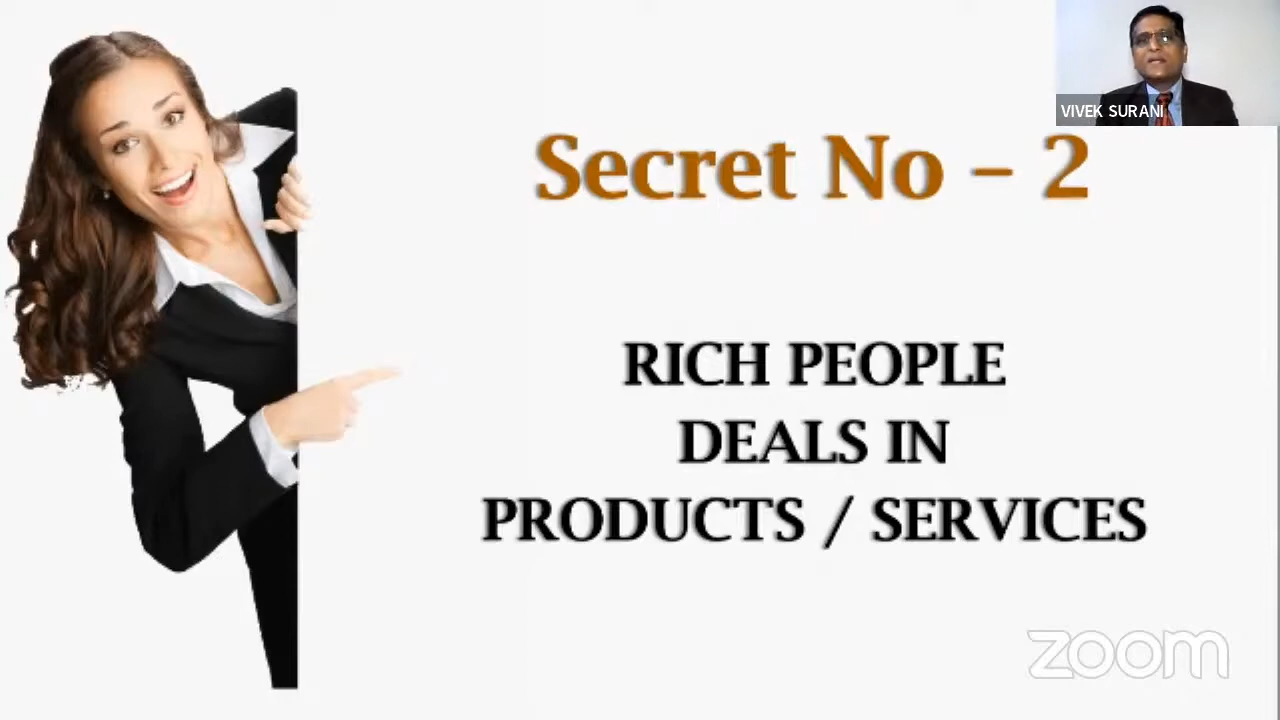 VIVEK SURANI
Secret No – 2
RICH PEOPLE
DEALS IN
PRODUCTS / SERVICES
zoom